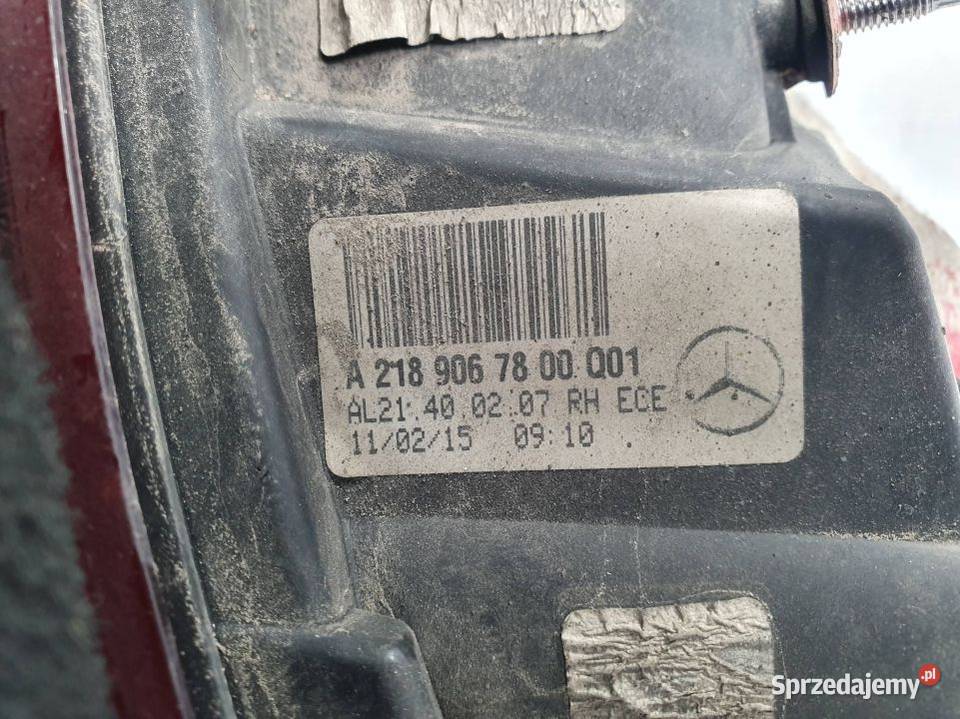 A 218 906 78 00 Q01
AL21.40.02.07 RH ECE
11/02/15 09:10 .
Sprzedajemy.pl